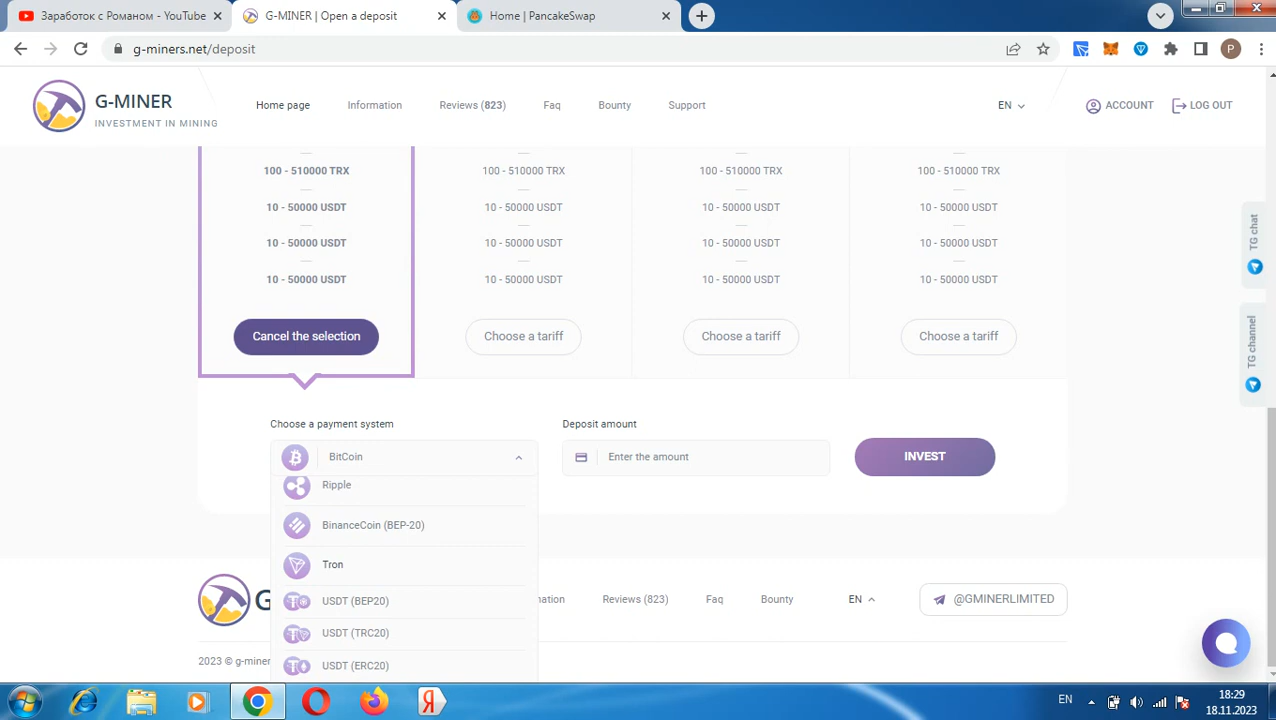 Заработок с Романом - YouTube
G-MINER | Open a deposit
Home | PancakeSwap
g-miners.net/deposit
P
G-MINER
INVESTMENT IN MINING
Home page Information Reviews (823) Faq Bounty Support
EN
ACCOUNT
LOG OUT
100 - 510000 TRX 100 - 510000 TRX 100 - 510000 TRX 100 - 510000 TRX
10 - 50000 USDT 10 - 50000 USDT 10 - 50000 USDT 10 - 50000 USDT
10 - 50000 USDT 10 - 50000 USDT 10 - 50000 USDT 10 - 50000 USDT
10 - 50000 USDT 10 - 50000 USDT 10 - 50000 USDT 10 - 50000 USDT
Cancel the selection Choose a tariff Choose a tariff Choose a tariff
TG chat
TG channel
Choose a payment system
Deposit amount
BitCoin
Enter the amount
INVEST
Ripple
BinanceCoin (BEP-20)
Tron
USDT (BEP20)
USDT (TRC20)
USDT (ERC20)
G
mation Reviews (823) Faq Bounty EN
@GMINERLIMITED
2023 © g-miner
Я
EN
18:29
18.11.2023